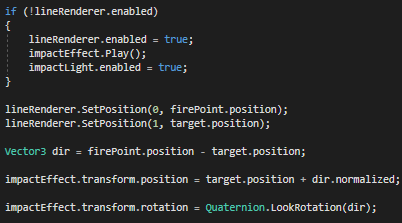 if (!lineRenderer.enabled)
{
    lineRenderer.enabled = true;
    impactEffect.Play();
    impactLight.enabled = true;
}
lineRenderer.SetPosition(0, firePoint.position);
lineRenderer.SetPosition(1, target.position);
Vector3 dir = firePoint.position - target.position;
impactEffect.transform.position = target.position + dir.normalized;
impactEffect.transform.rotation = Quaternion.LookRotation(dir);